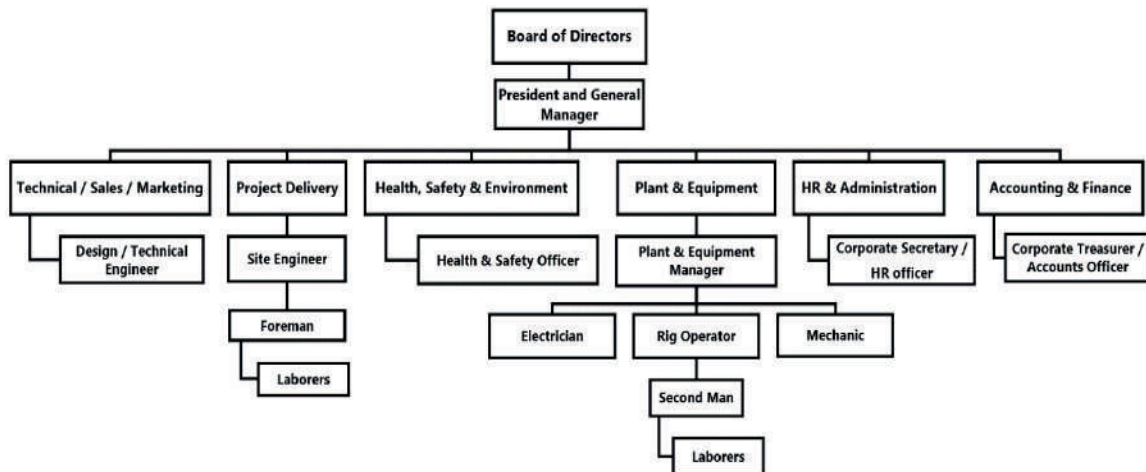 Board of Directors
President and General
Manager
Technical / Sales / Marketing
Project Delivery
Health, Safety & Environment
Plant & Equipment
HR & Administration
Accounting & Finance
Design / Technical
Engineer
Site Engineer
Health & Safety Officer
Plant & Equipment
Manager
Corporate Secretary /
HR officer
Corporate Treasurer /
Accounts Officer
Foreman
Electrician
Rig Operator
Mechanic
Laborers
Second Man
Laborers